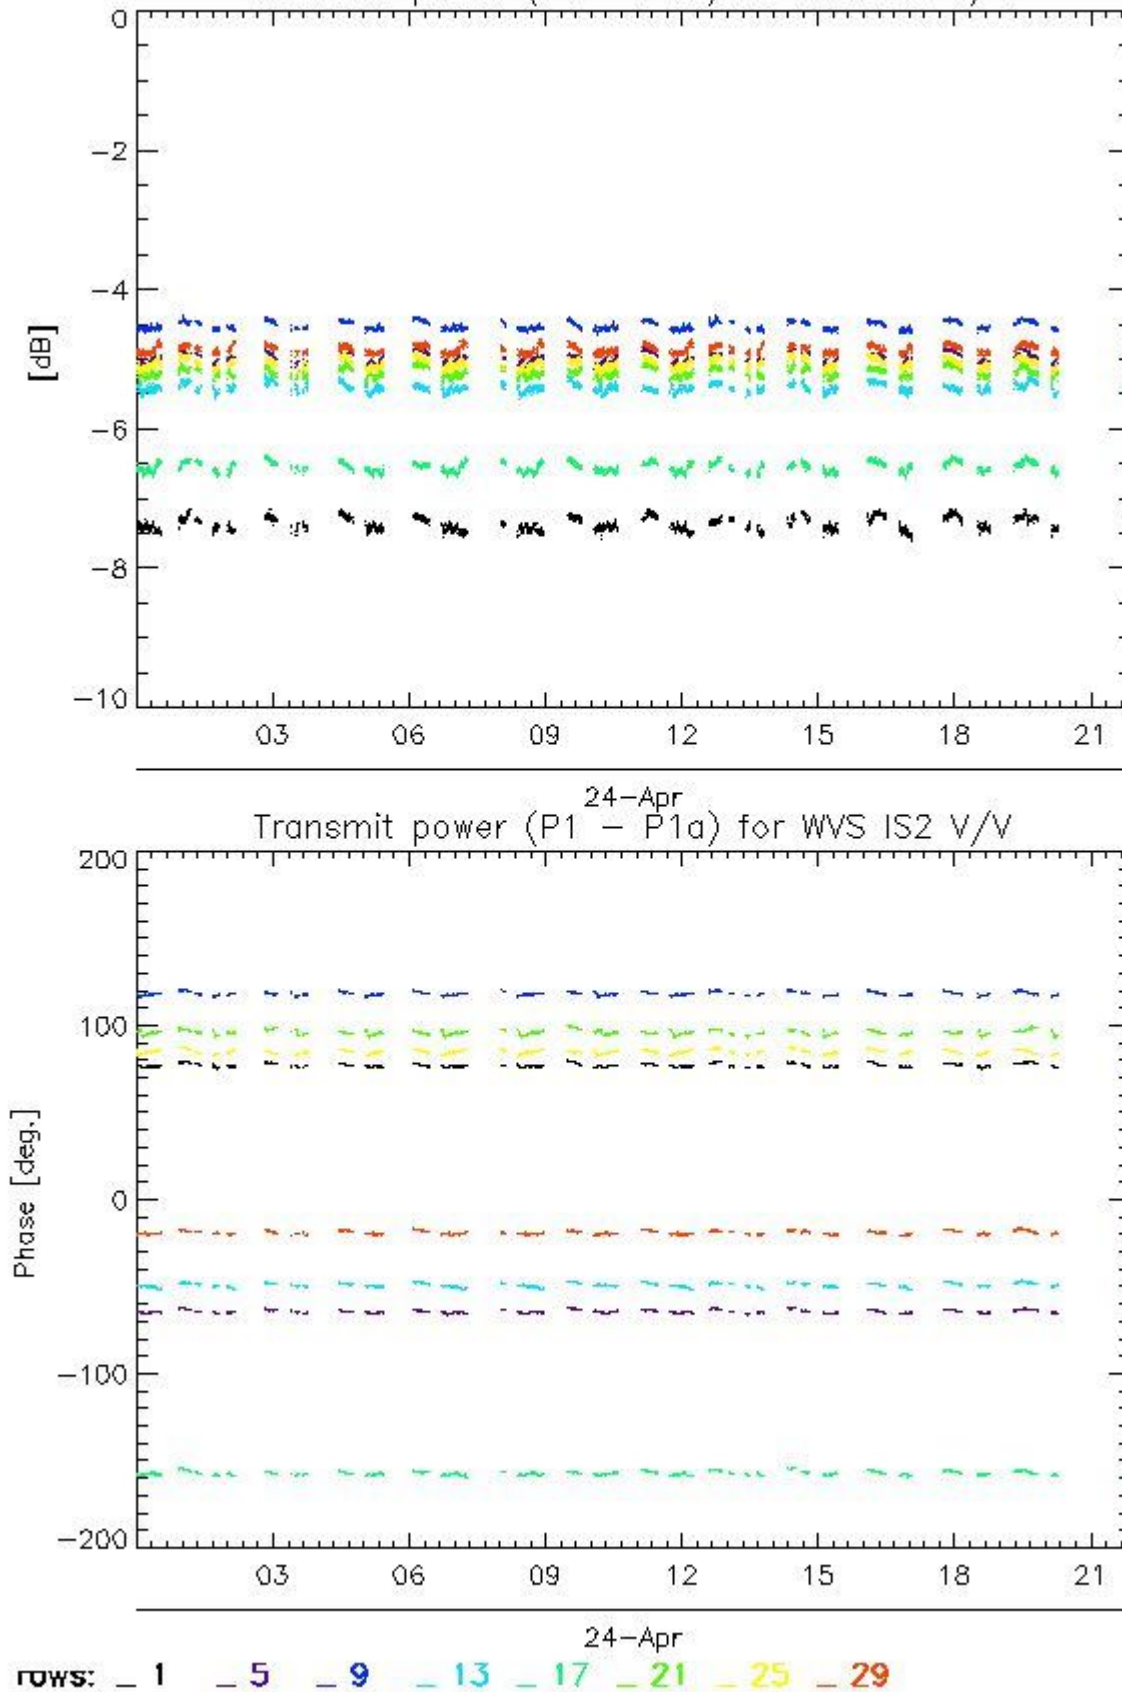 0
-2
-4
[dB]
-6
-8
-10
03 06 09 12 15 18 21
24-Apr
Transmit power (P1 - P1a) for WVS IS2 V/V
200
100
Phase [deg.]
0
-100
-200
03 06 09 12 15 18 21
24-Apr
rows: _ 1 _ 5 _ 9 _ 13 _ 17 _ 21 _ 25 _ 29